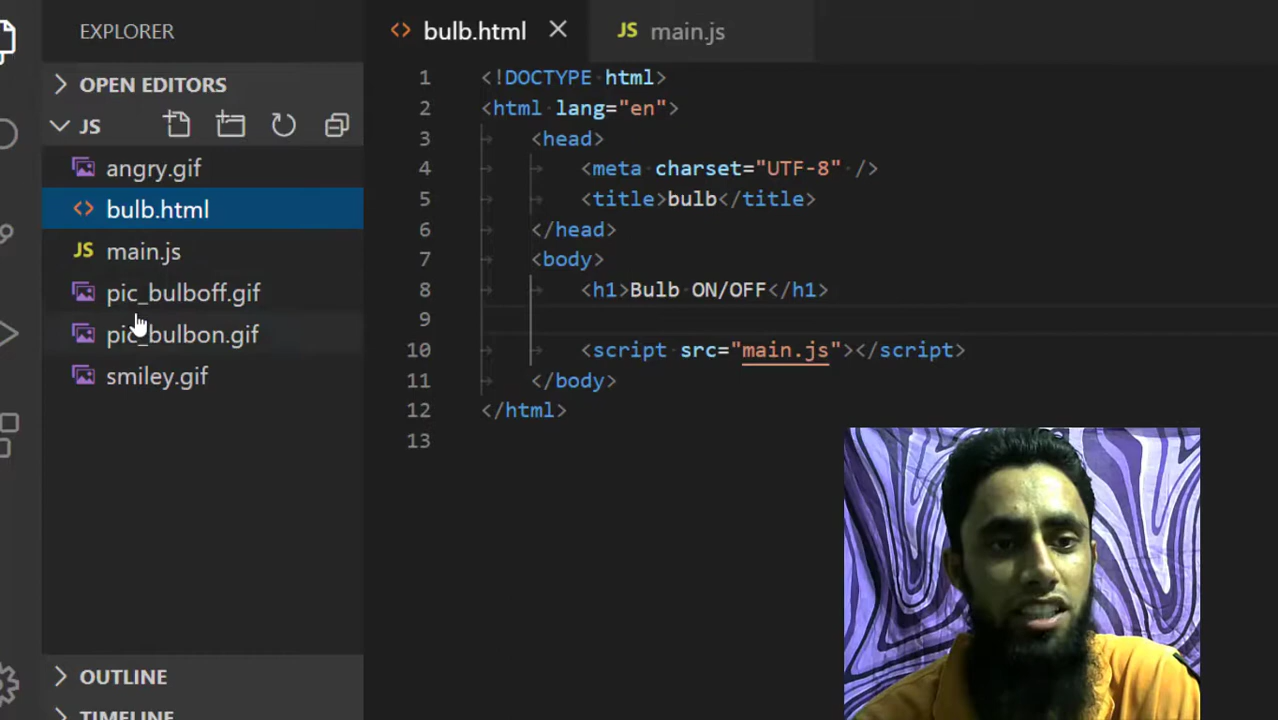 EXPLORER
OPEN EDITORS
JS
angry.gif
bulb.html
JS main.js
pic_bulboff.gif
pic_bulbon.gif
smiley.gif
OUTLINE
TIMELINE
bulb.html
JS main.js
1 <!DOCTYPE html>
2 <html lang="en">
3 <head>
4 <meta charset="UTF-8" />
5 <title>bulb</title>
6 </head>
7 <body>
8 <h1>Bulb ON/OFF</h1>
9
10 <script src="main.js"></script>
11 </body>
12 </html>
13